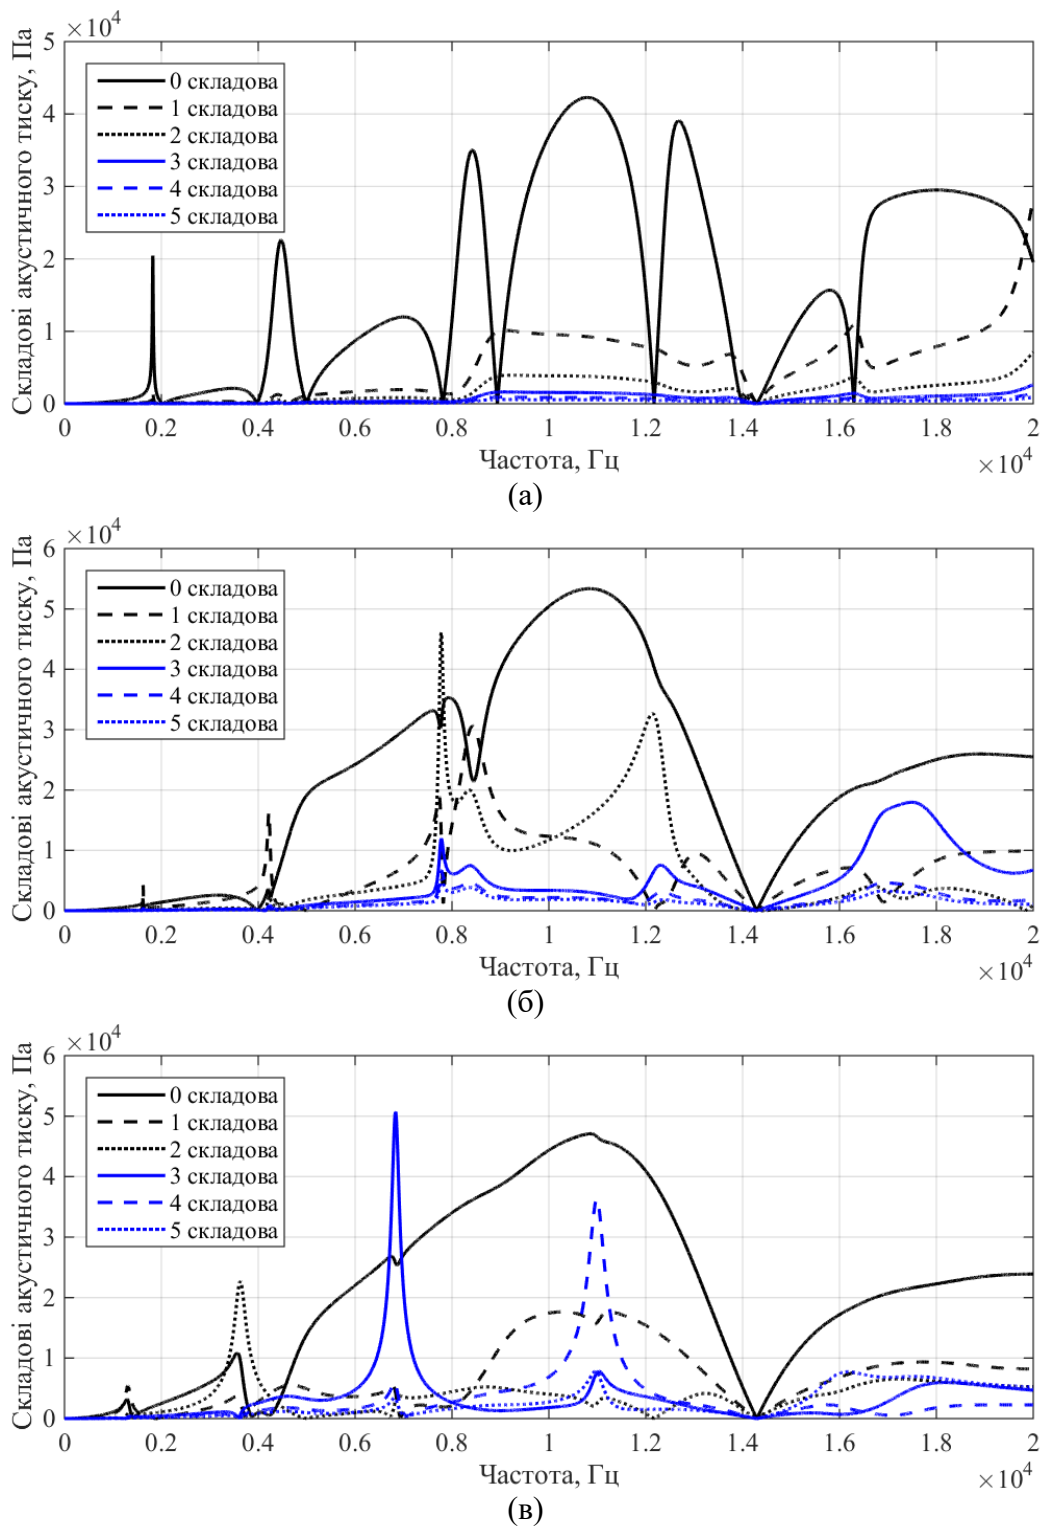 ×10⁴
Складові акустичного тиску, Па
5
4
3
2
1
0
0 складова
1 складова
2 складова
3 складова
4 складова
5 складова
0 0.2 0.4 0.6 0.8 1 1.2 1.4 1.6 1.8 2
Частота, Гц
×10⁴
(а)
×10⁴
Складові акустичного тиску, Па
6
5
4
3
2
1
0
0 складова
1 складова
2 складова
3 складова
4 складова
5 складова
0 0.2 0.4 0.6 0.8 1 1.2 1.4 1.6 1.8 2
Частота, Гц
×10⁴
(б)
×10⁴
Складові акустичного тиску, Па
6
5
4
3
2
1
0
0 складова
1 складова
2 складова
3 складова
4 складова
5 складова
0 0.2 0.4 0.6 0.8 1 1.2 1.4 1.6 1.8 2
Частота, Гц
×10⁴
(в)